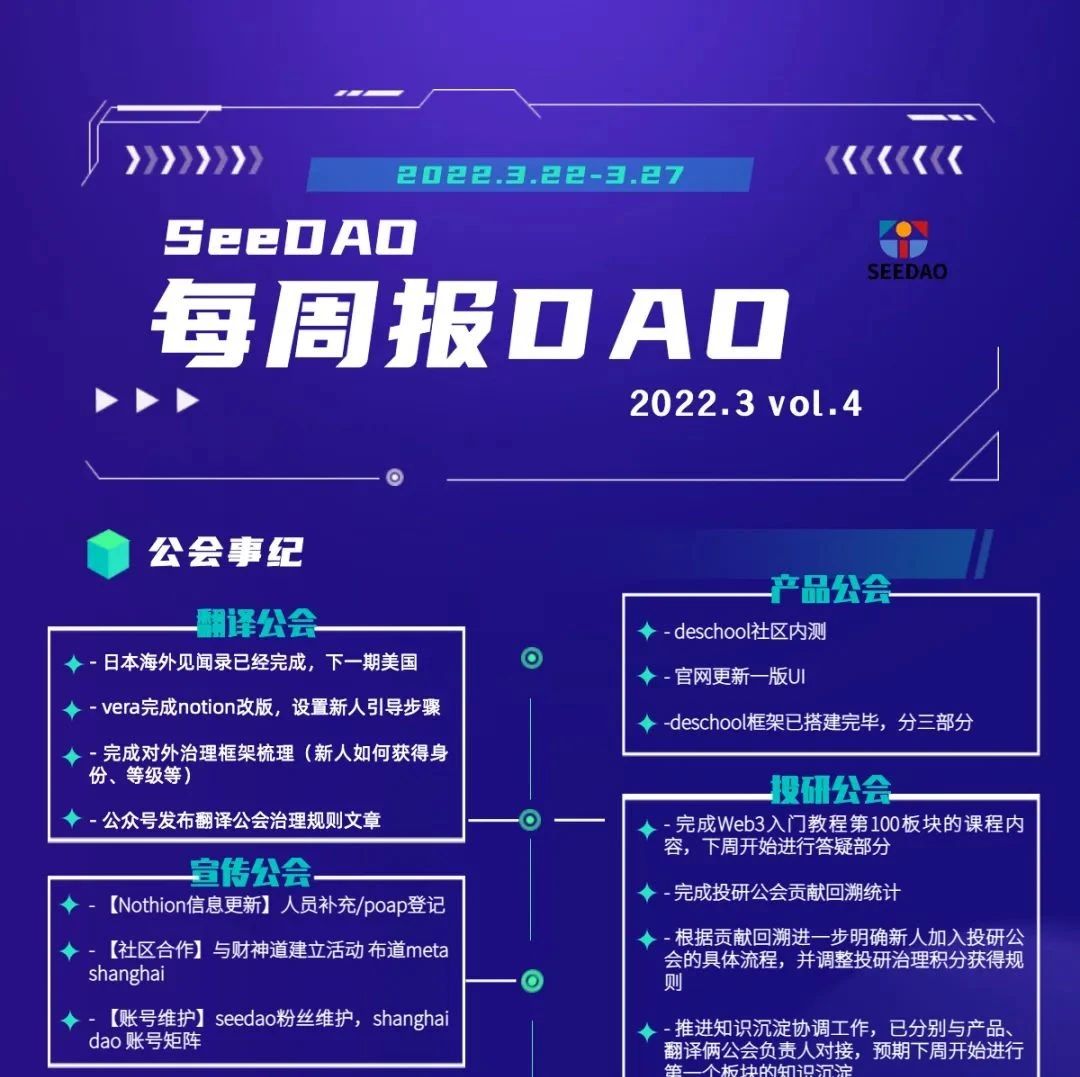 2022.3.22-3.27
SeeDAO
SEEDAO
每周报DAO
2022.3 vol.4
公会事纪
翻译公会
- 日本海外见闻录已经完成，下一期美国
- vera完成notion改版，设置新人引导步骤
- 完成对外治理框架梳理（新人如何获得身
份、等级等）
- 公众号发布翻译公会治理规则文章
宣传公会
- 【Nothion信息更新】人员补充/poap登记
- 【社区合作】与财神道建立活动 布道meta
shanghai
- 【账号维护】seedao粉丝维护，shanghai
dao 账号矩阵
产品公会
- deschool社区内测
- 官网更新一版UI
-deschool框架已搭建完毕，分三部分
投研公会
- 完成Web3入门教程第100板块的课程内
容，下周开始进行答疑部分
- 完成投研公会贡献回溯统计
- 根据贡献回溯进一步明确新人加入投研公
会的具体流程，并调整投研治理积分获得规
则
- 推进知识沉淀协调工作，已分别与产品、
翻译俩公会负责人对接，预期下周开始进行
第一个板块的知识沉淀